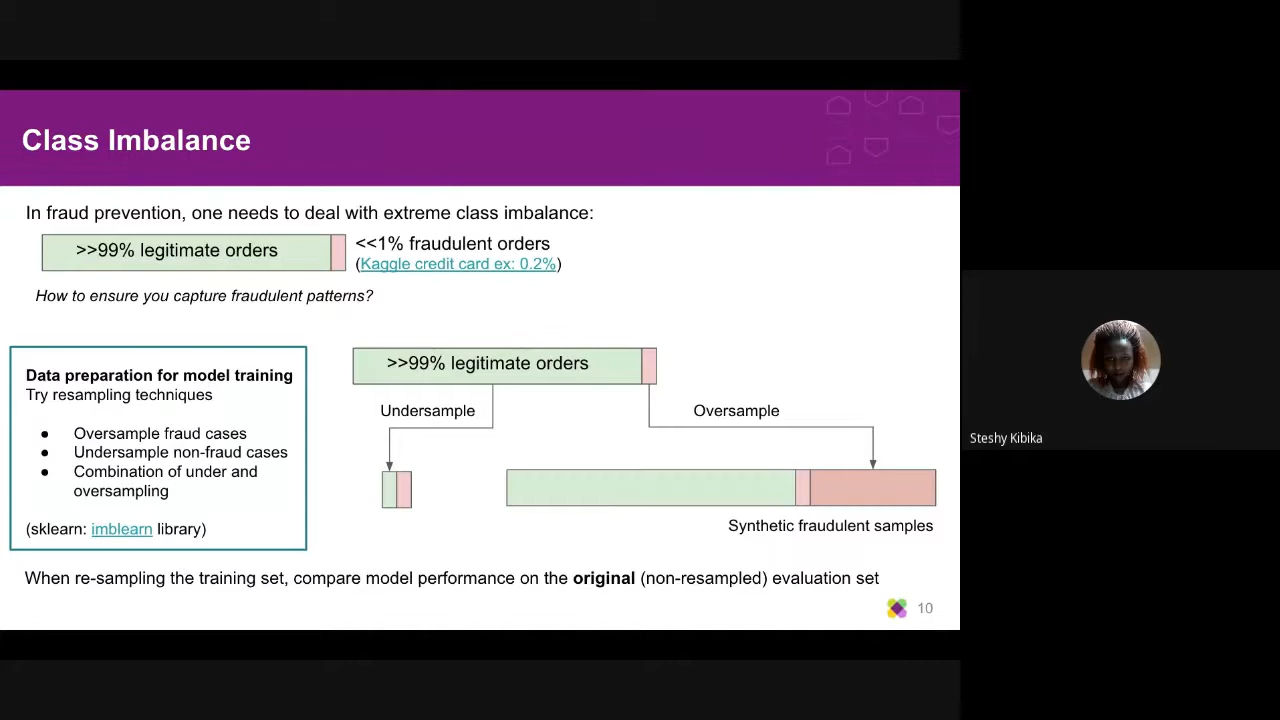 Class Imbalance
In fraud prevention, one needs to deal with extreme class imbalance:
>>99% legitimate orders
<<1% fraudulent orders
(Kaggle credit card ex: 0.2%)
How to ensure you capture fraudulent patterns?
Data preparation for model training
Try resampling techniques
● Oversample fraud cases
● Undersample non-fraud cases
● Combination of under and
oversampling
(sklearn: imblearn library)
>>99% legitimate orders
Undersample
Oversample
Synthetic fraudulent samples
When re-sampling the training set, compare model performance on the original (non-resampled) evaluation set
10
Steshy Kibika